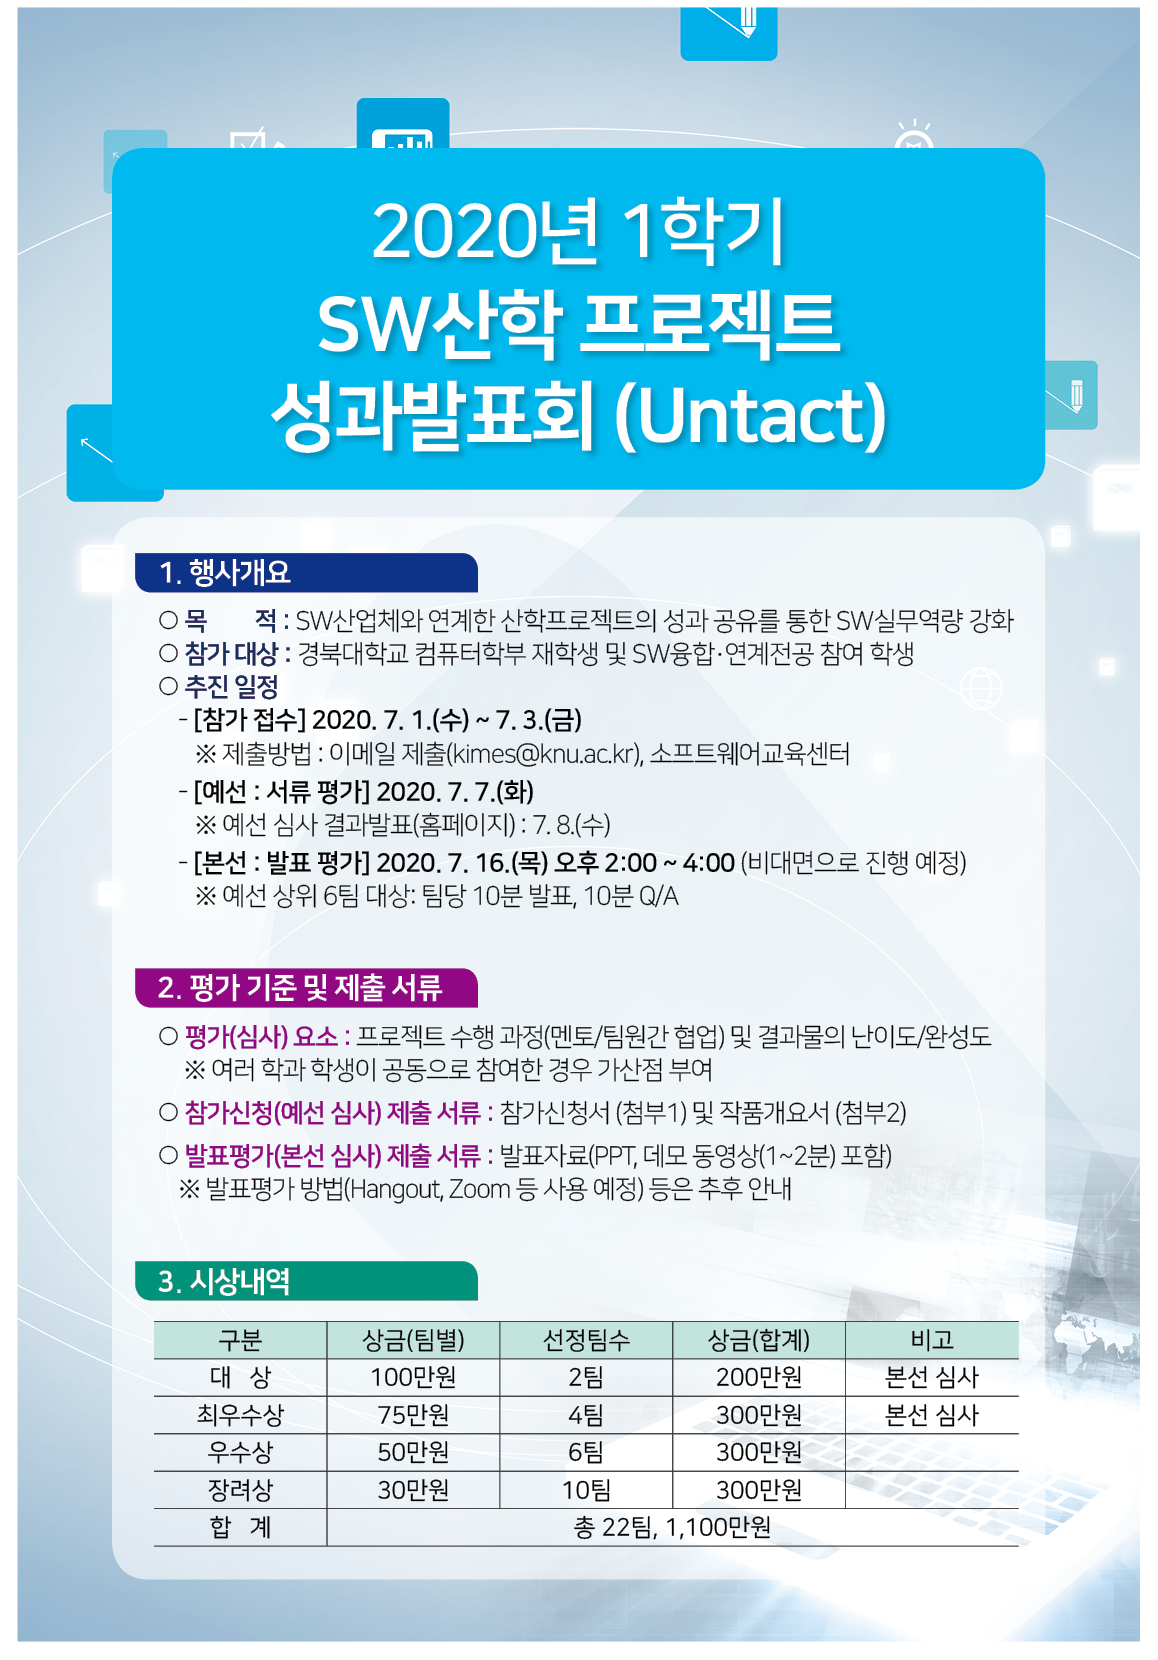 2020년 1학기
SW산학 프로젝트
성과발표회 (Untact)
1. 행사개요
○ 목 적 : SW산업체와 연계한 산학프로젝트의 성과 공유를 통한 SW실무역량 강화
○ 참가 대상 : 경북대학교 컴퓨터학부 재학생 및 SW융합·연계전공 참여 학생
○ 추진 일정
- [참가 접수] 2020. 7. 1.(수) ~ 7. 3.(금)
※ 제출방법 : 이메일 제출(kimes@knu.ac.kr), 소프트웨어교육센터
- [예선 : 서류 평가] 2020. 7. 7.(화)
※ 예선 심사 결과발표(홈페이지) : 7. 8.(수)
- [본선 : 발표 평가] 2020. 7. 16.(목) 오후 2:00 ~ 4:00 (비대면으로 진행 예정)
※ 예선 상위 6팀 대상: 팀당 10분 발표, 10분 Q/A
2. 평가 기준 및 제출 서류
○ 평가(심사) 요소 : 프로젝트 수행 과정(멘토/팀원간 협업) 및 결과물의 난이도/완성도
※ 여러 학과 학생이 공동으로 참여한 경우 가산점 부여
○ 참가신청(예선 심사) 제출 서류 : 참가신청서 (첨부1) 및 작품개요서 (첨부2)
○ 발표평가(본선 심사) 제출 서류 : 발표자료(PPT, 데모 동영상(1~2분) 포함)
※ 발표평가 방법(Hangout, Zoom 등 사용 예정) 등은 추후 안내
3. 시상내역
구분 상금(팀별) 선정팀수 상금(합계) 비고
대 상 100만원 2팀 200만원 본선 심사
최우수상 75만원 4팀 300만원 본선 심사
우수상 50만원 6팀 300만원
장려상 30만원 10팀 300만원
합 계 총 22팀, 1,100만원